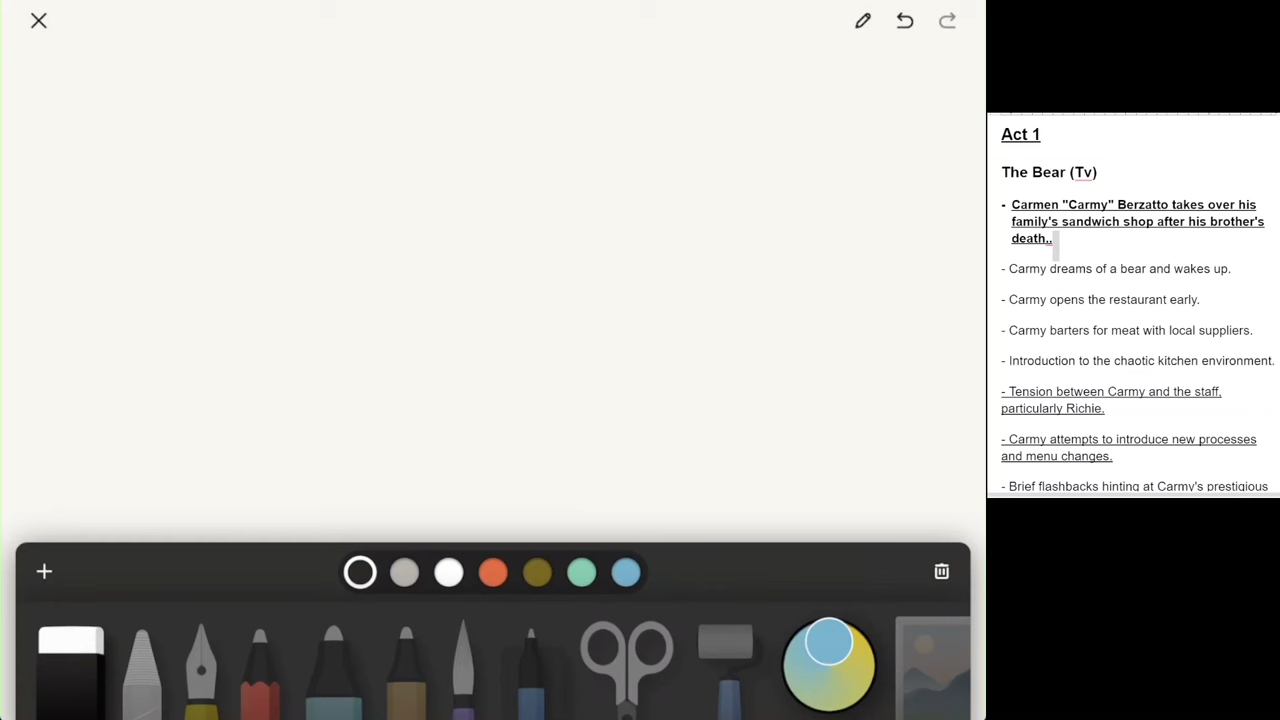 Act 1
The Bear (Tv)
- Carmen "Carmy" Berzatto takes over his
family's sandwich shop after his brother's
death..
- Carmy dreams of a bear and wakes up.
- Carmy opens the restaurant early.
- Carmy barters for meat with local suppliers.
- Introduction to the chaotic kitchen environment.
- Tension between Carmy and the staff,
particularly Richie.
- Carmy attempts to introduce new processes
and menu changes.
- Brief flashbacks hinting at Carmy's prestigious